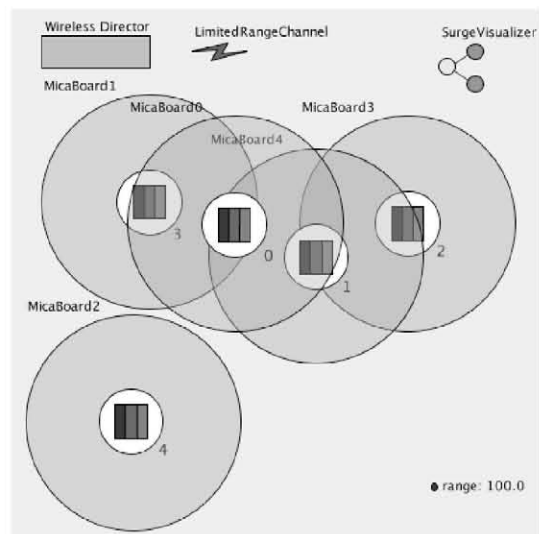 Wireless Director
LimitedRangeChannel
SurgeVisualizer
MicaBoard1
MicaBoard0
MicaBoard3
MicaBoard4
3
0
2
1
MicaBoard2
4
range: 100.0